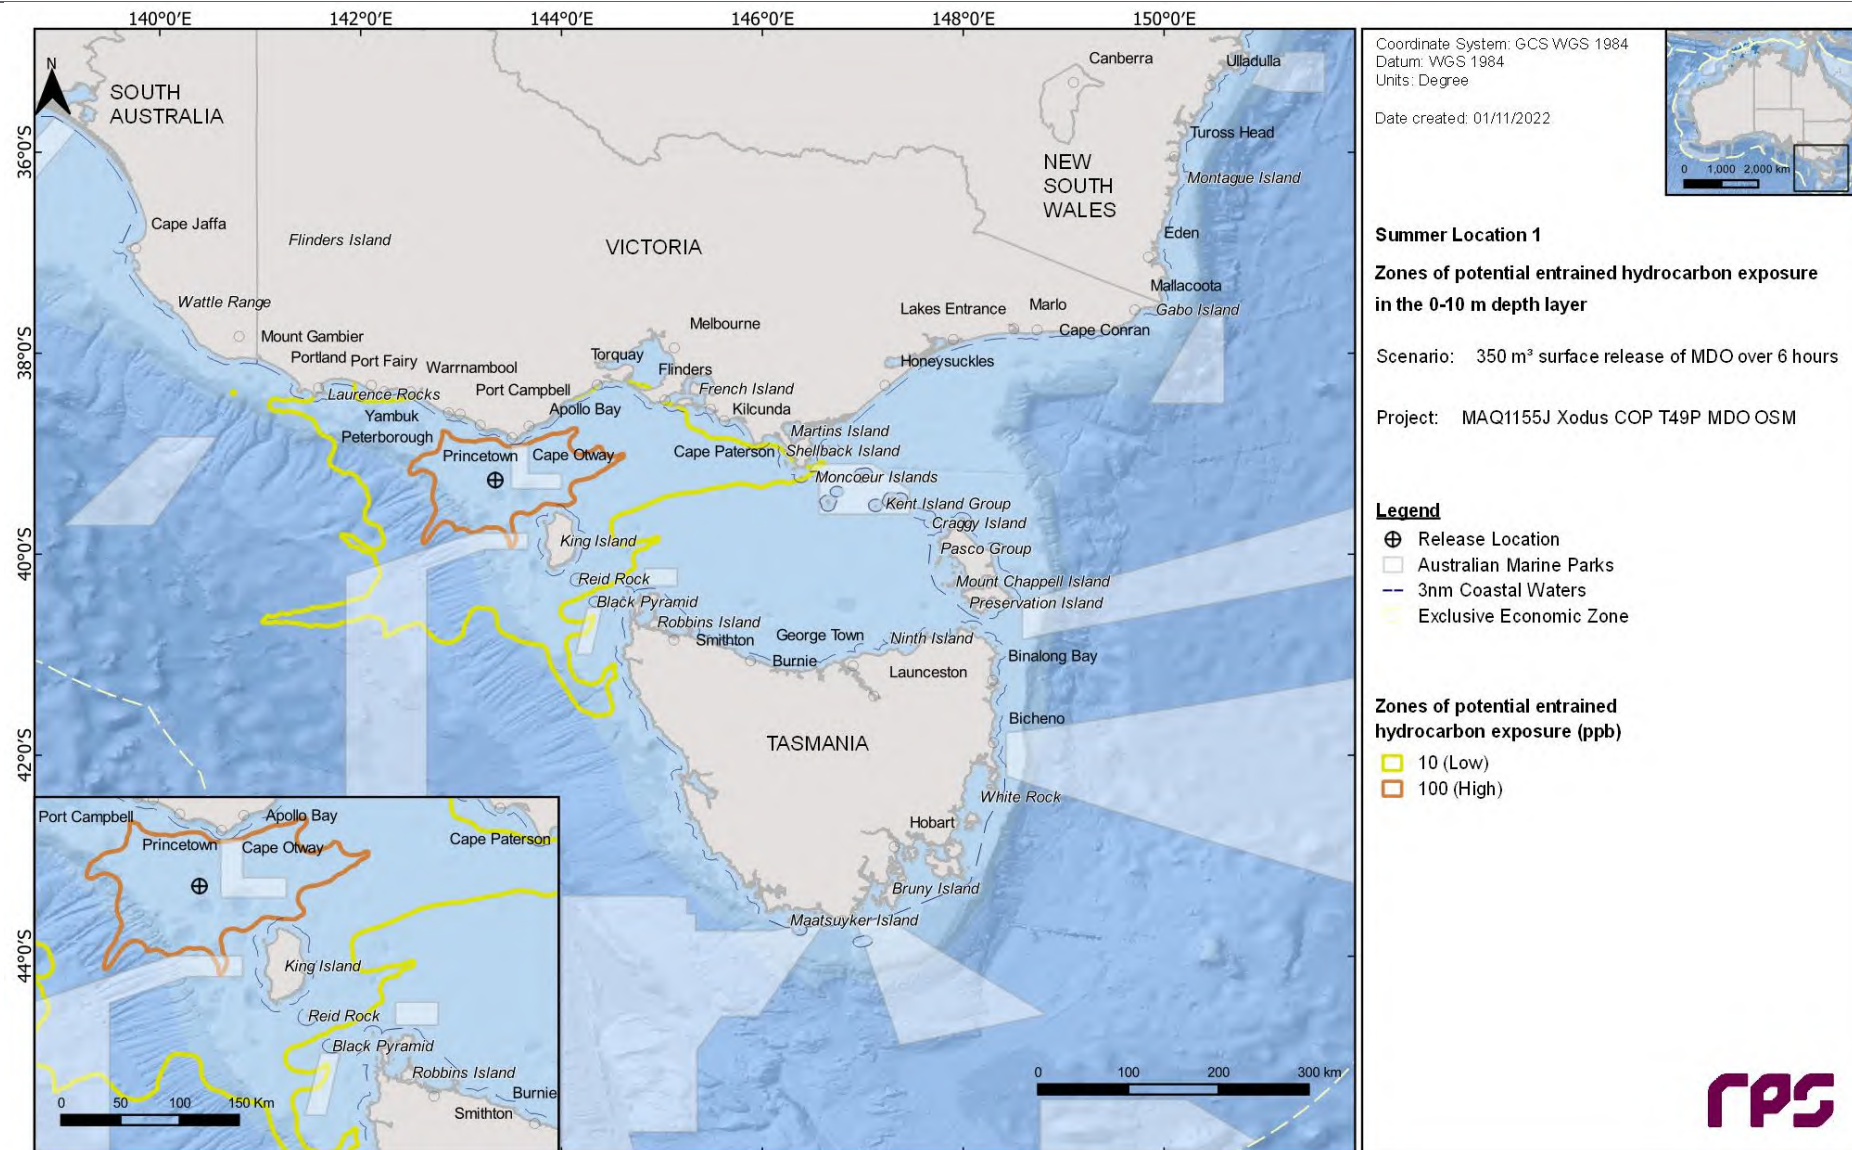 140°0'E
142°0'E
144°0'E
146°0'E
148°0'E
150°0'E
36°0'S
38°0'S
40°0'S
42°0'S
44°0'S
N
SOUTH
AUSTRALIA
Canberra
Ulladulla
Tuross Head
NEW
SOUTH
WALES
Montague Island
Cape Jaffa
Flinders Island
VICTORIA
Eden
Wattle Range
Mallacoota
Lakes Entrance
Marlo
Gabo Island
Melbourne
Cape Conran
Mount Gambier
Portland
Port Fairy
Warrnambool
Torquay
Flinders
Honeysuckles
Laurence Rocks
Port Campbell
French Island
Yambuk
Apollo Bay
Kilcunda
Peterborough
Martins Island
Princetown
Cape Otway
Cape Paterson
Shellback Island
Moncoeur Islands
Kent Island Group
Craggy Island
King Island
Pasco Group
Reid Rock
Mount Chappell Island
Black Pyramid
Preservation Island
Robbins Island
Smithton
George Town
Ninth Island
Burnie
Binalong Bay
Launceston
Bicheno
TASMANIA
White Rock
Hobart
Bruny Island
Maatsuyker Island
0 100 200 300 km
Port Campbell
Apollo Bay
Princetown
Cape Otway
Cape Paterson
King Island
Reid Rock
Black Pyramid
Robbins Island
Burnie
Smithton
0 50 100 150 Km
Coordinate System: GCS WGS 1984
Datum: WGS 1984
Units: Degree
Date created: 01/11/2022
0 1,000 2,000 km
Summer Location 1
Zones of potential entrained hydrocarbon exposure
in the 0-10 m depth layer
Scenario: 350 m³ surface release of MDO over 6 hours
Project: MAQ1155J Xodus COP T49P MDO OSM
Legend
Release Location
Australian Marine Parks
3nm Coastal Waters
Exclusive Economic Zone
Zones of potential entrained
hydrocarbon exposure (ppb)
10 (Low)
100 (High)
rps